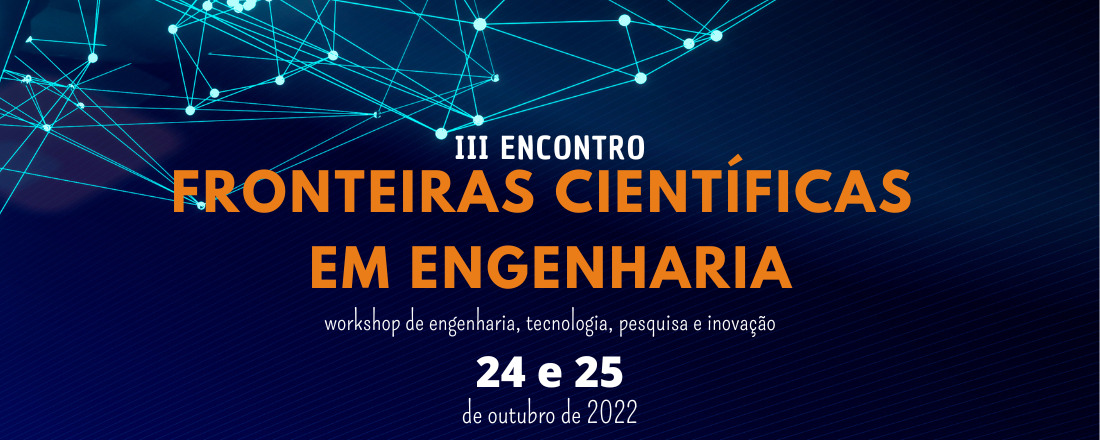 III ENCONTRO
FRONTEIRAS CIENTÍFICAS
EM ENGENHARIA
workshop de engenharia, tecnologia, pesquisa e inovação
24 e 25
de outubro de 2022